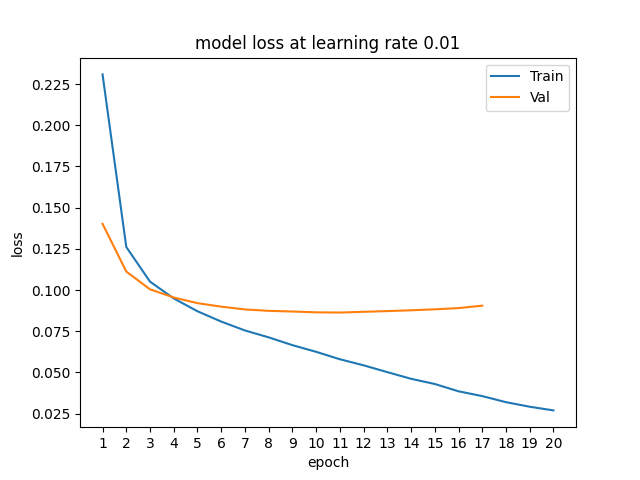 model loss at learning rate 0.01
Train
Val
0.225
0.200
0.175
0.150
0.125
0.100
0.075
0.050
0.025
loss
1 2 3 4 5 6 7 8 9 10 11 12 13 14 15 16 17 18 19 20
epoch